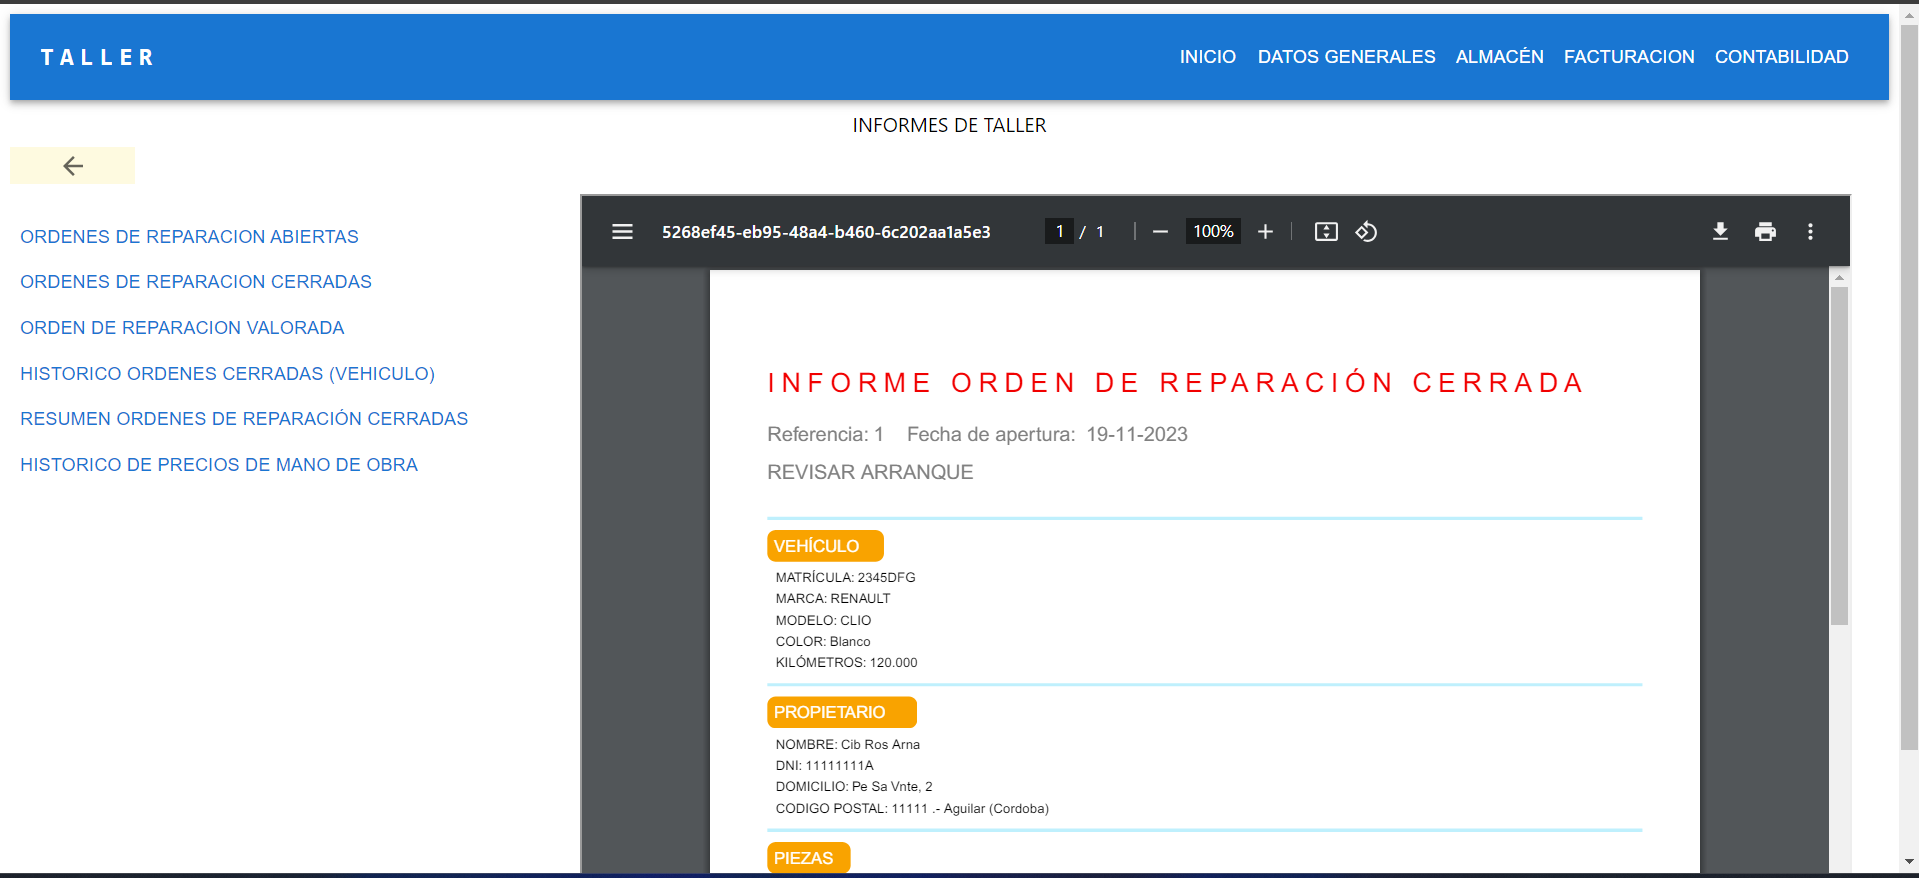 TALLER
INICIO DATOS GENERALES ALMACÉN FACTURACION CONTABILIDAD
INFORMES DE TALLER
ORDENES DE REPARACION ABIERTAS
ORDENES DE REPARACION CERRADAS
ORDEN DE REPARACION VALORADA
HISTORICO ORDENES CERRADAS (VEHICULO)
RESUMEN ORDENES DE REPARACIÓN CERRADAS
HISTORICO DE PRECIOS DE MANO DE OBRA
5268ef45-eb95-48a4-b460-6c202aa1a5e3 1 / 1 100%
INFORME ORDEN DE REPARACIÓN CERRADA
Referencia: 1 Fecha de apertura: 19-11-2023
REVISAR ARRANQUE
VEHÍCULO
MATRÍCULA: 2345DFG
MARCA: RENAULT
MODELO: CLIO
COLOR: Blanco
KILÓMETROS: 120.000
PROPIETARIO
NOMBRE: Cib Ros Arna
DNI: 11111111A
DOMICILIO: Pe Sa Vnte, 2
CODIGO POSTAL: 11111 .- Aguilar (Cordoba)
PIEZAS